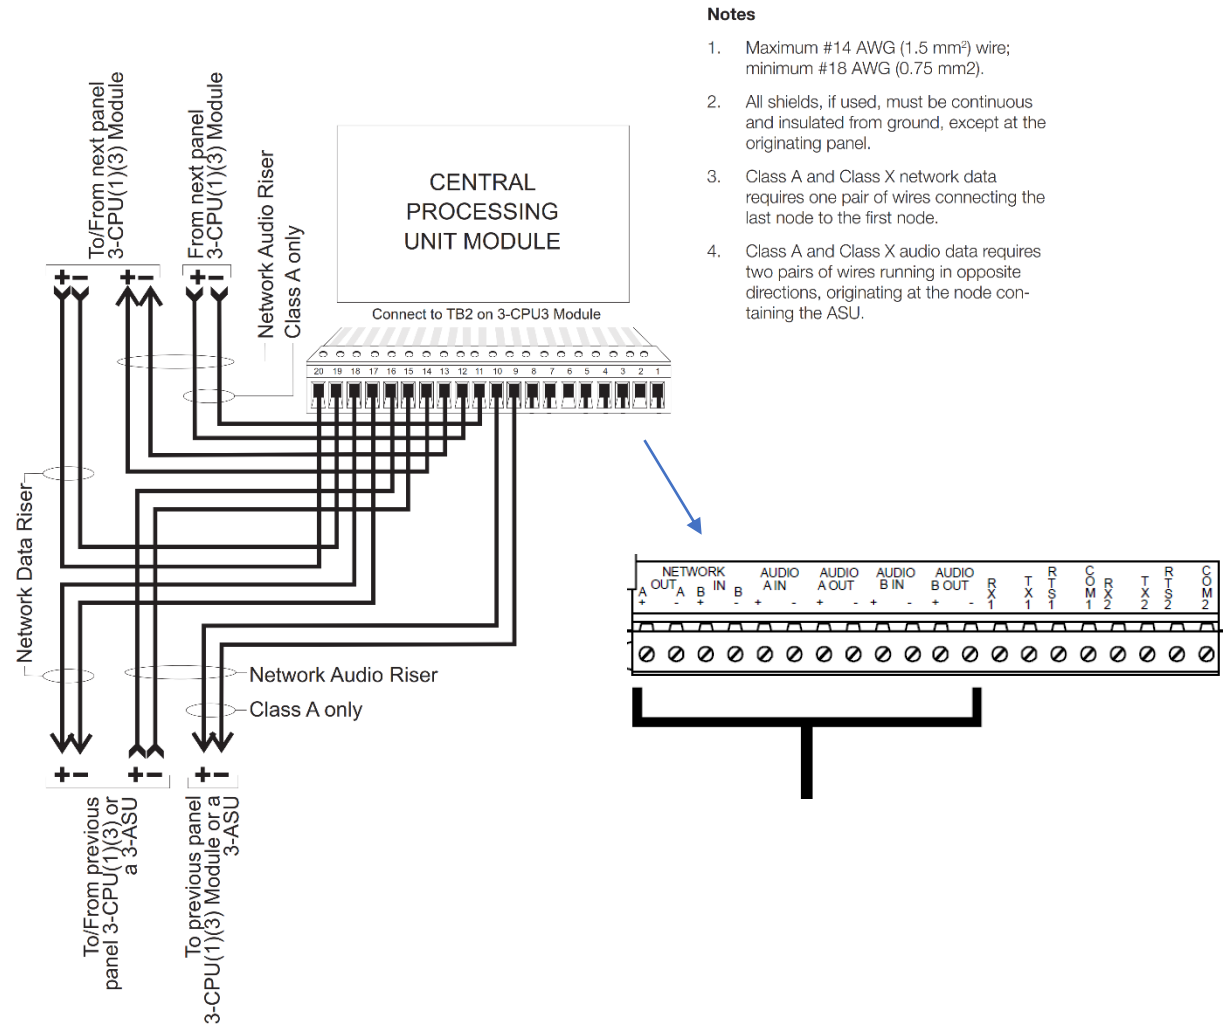 Notes
1. Maximum #14 AWG (1.5 mm²) wire;
minimum #18 AWG (0.75 mm2).
2. All shields, if used, must be continuous
and insulated from ground, except at the
originating panel.
3. Class A and Class X network data
requires one pair of wires connecting the
last node to the first node.
4. Class A and Class X audio data requires
two pairs of wires running in opposite
directions, originating at the node con-
taining the ASU.
To/From next panel
3-CPU(1)(3) Module
From next panel
3-CPU(1)(3) Module
Network Audio Riser
Class A only
CENTRAL
PROCESSING
UNIT MODULE
Connect to TB2 on 3-CPU3 Module
20 19 18 17 16 15 14 13 12 11 10 9 8 7 6 5 4 3 2 1
+ − + −
+ −
Network Data Riser
Network Audio Riser
Class A only
+ − + −
+ −
To/From previous
panel 3-CPU(1)(3) or
a 3-ASU
To previous panel
3-CPU(1)(3) Module or a
3-ASU
NETWORK
OUT IN
A A B B
+ - + -
AUDIO
A IN
+ -
AUDIO
A OUT
+ -
AUDIO
B IN
+ -
AUDIO
B OUT
+ -
RX1
TX1
RTS1
COM1
RX2
TX2
RTS2
COM2